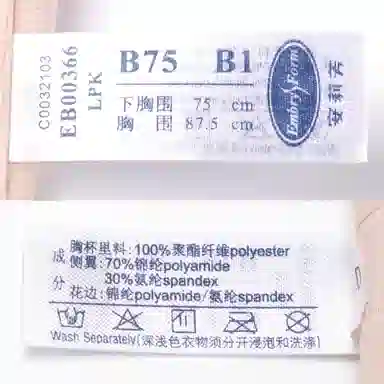 C0032103
EB00366
LPK
B75 B1
下胸围 75 cm
胸围 87.5 cm
Embry Form
安莉芳
成分
胸杯里料:100%聚酯纤维polyester
侧翼:70%锦纶polyamide
30%氨纶spandex
花边:锦纶polyamide/氨纶spandex
Wash Separately(深浅色衣物须分开浸泡和洗涤)